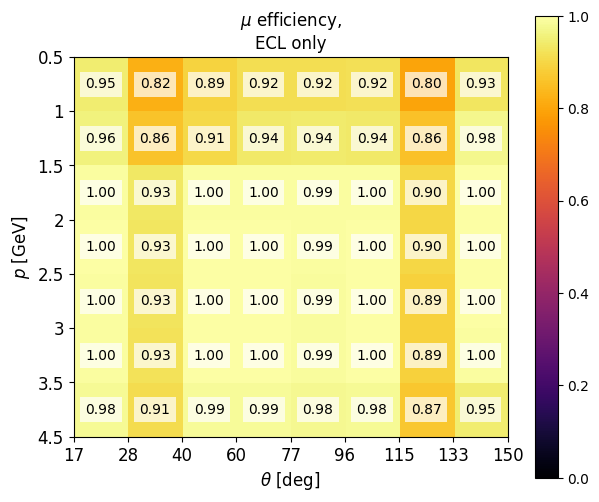 μ efficiency,
ECL only
0.5
1
1.5
2
2.5
3
3.5
4.5
p [GeV]
0.95 0.82 0.89 0.92 0.92 0.92 0.80 0.93
0.96 0.86 0.91 0.94 0.94 0.94 0.86 0.98
1.00 0.93 1.00 1.00 0.99 1.00 0.90 1.00
1.00 0.93 1.00 1.00 0.99 1.00 0.90 1.00
1.00 0.93 1.00 1.00 0.99 1.00 0.89 1.00
1.00 0.93 1.00 1.00 0.99 1.00 0.89 1.00
0.98 0.91 0.99 0.99 0.98 0.98 0.87 0.95
17 28 40 60 77 96 115 133 150
θ [deg]
1.0
0.8
0.6
0.4
0.2
0.0